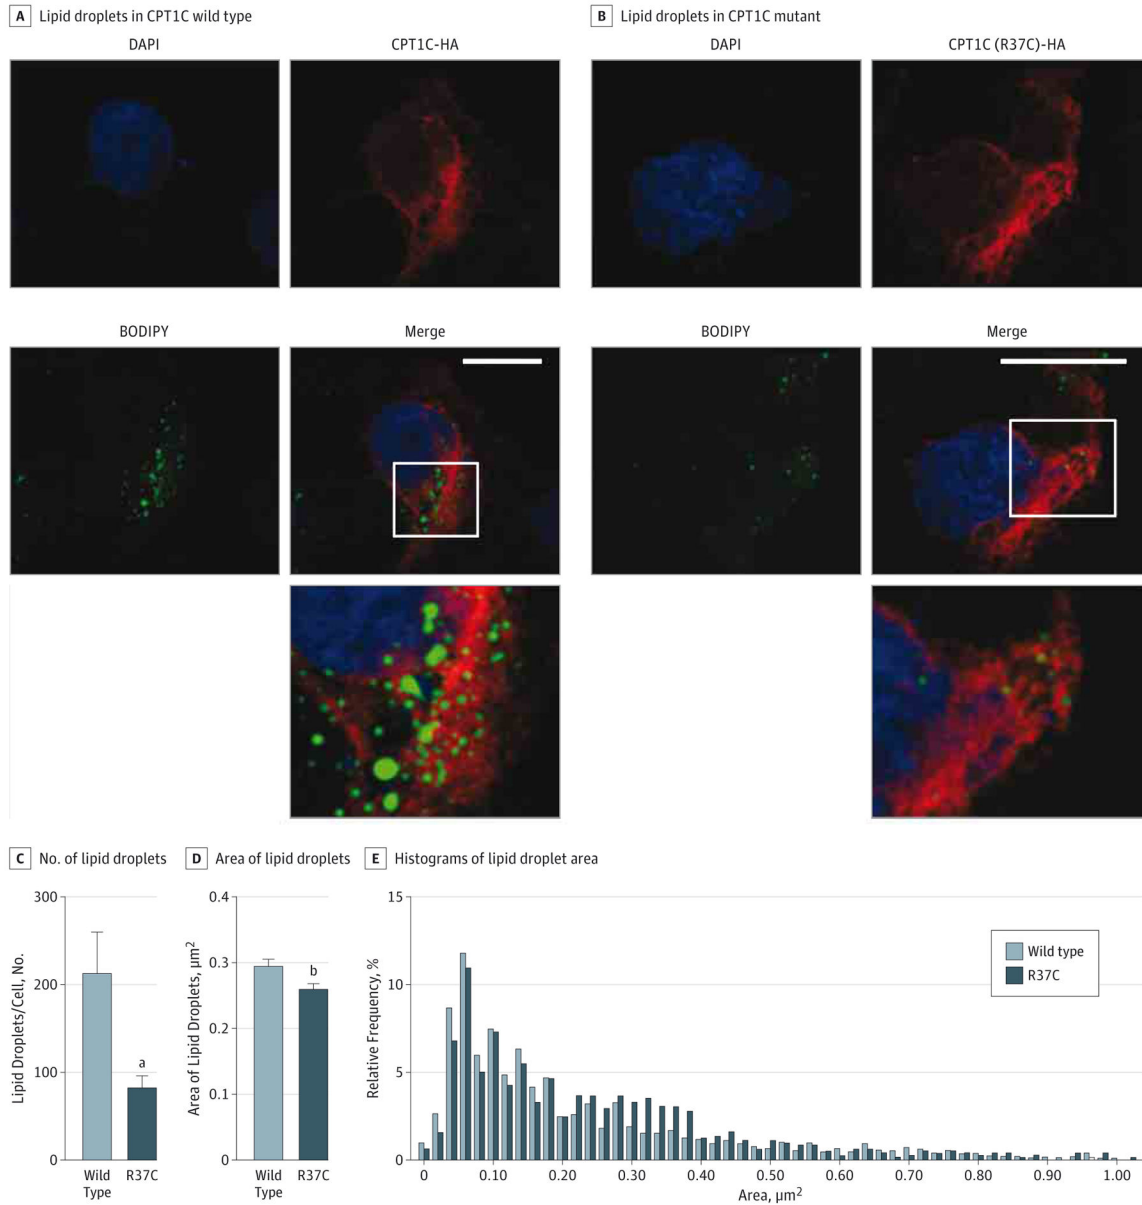 A Lipid droplets in CPT1C wild type
DAPI
CPT1C-HA
BODIPY
Merge
B Lipid droplets in CPT1C mutant
DAPI
CPT1C (R37C)-HA
BODIPY
Merge
C No. of lipid droplets
Lipid Droplets/Cell, No.
300
200
100
0
a
Wild
Type
R37C
D Area of lipid droplets
Area of Lipid Droplets, μm²
0.4
0.3
0.2
0.1
0
b
Wild
Type
R37C
E Histograms of lipid droplet area
Relative Frequency, %
15
10
5
0
Wild type
R37C
0 0.10 0.20 0.30 0.40 0.50 0.60 0.70 0.80 0.90 1.00
Area, μm²